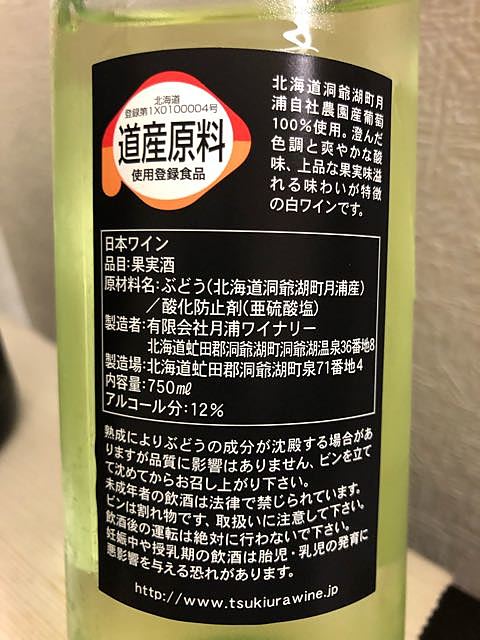 北海道
登録第1X0100004号
道産原料
使用登録食品
北海道洞爺湖町月
浦自社農園産葡萄
100%使用。澄んだ
色調と爽やかな酸
味、上品な果実味溢
れる味わいが特徴
の白ワインです。
日本ワイン
品目:果実酒
原材料名:ぶどう(北海道洞爺湖町月浦産)
／酸化防止剤(亜硫酸塩)
製造者:有限会社月浦ワイナリー
北海道虻田郡洞爺湖町洞爺湖温泉36番地8
製造場:北海道虻田郡洞爺湖町泉71番地4
内容量:750㎖
アルコール分:12%
熟成によりぶどうの成分が沈殿する場合があ
りますが品質に影響はありません、ビンを立て
て沈めてからお召し上がり下さい。
未成年者の飲酒は法律で禁じられています。
ビンは割れ物です、取扱いに注意して下さい。
飲酒後の運転は絶対に行わないで下さい。
妊娠中や授乳期の飲酒は胎児・乳児の発育に
悪影響を与える恐れがあります。
http://www.tsukiurawine.com